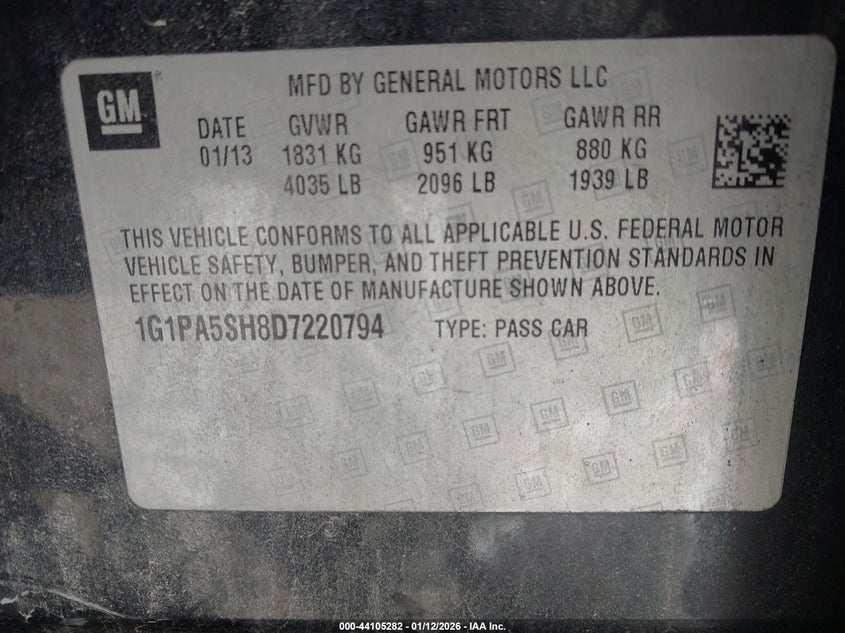 GM
MFD BY GENERAL MOTORS LLC
DATE GVWR GAWR FRT GAWR RR
01/13 1831 KG 951 KG 880 KG
4035 LB 2096 LB 1939 LB
THIS VEHICLE CONFORMS TO ALL APPLICABLE U.S. FEDERAL MOTOR
VEHICLE SAFETY, BUMPER, AND THEFT PREVENTION STANDARDS IN
EFFECT ON THE DATE OF MANUFACTURE SHOWN ABOVE.
1G1PA5SH8D7220794 TYPE: PASS CAR
000-44105282 - 01/12/2026 - IAA Inc.